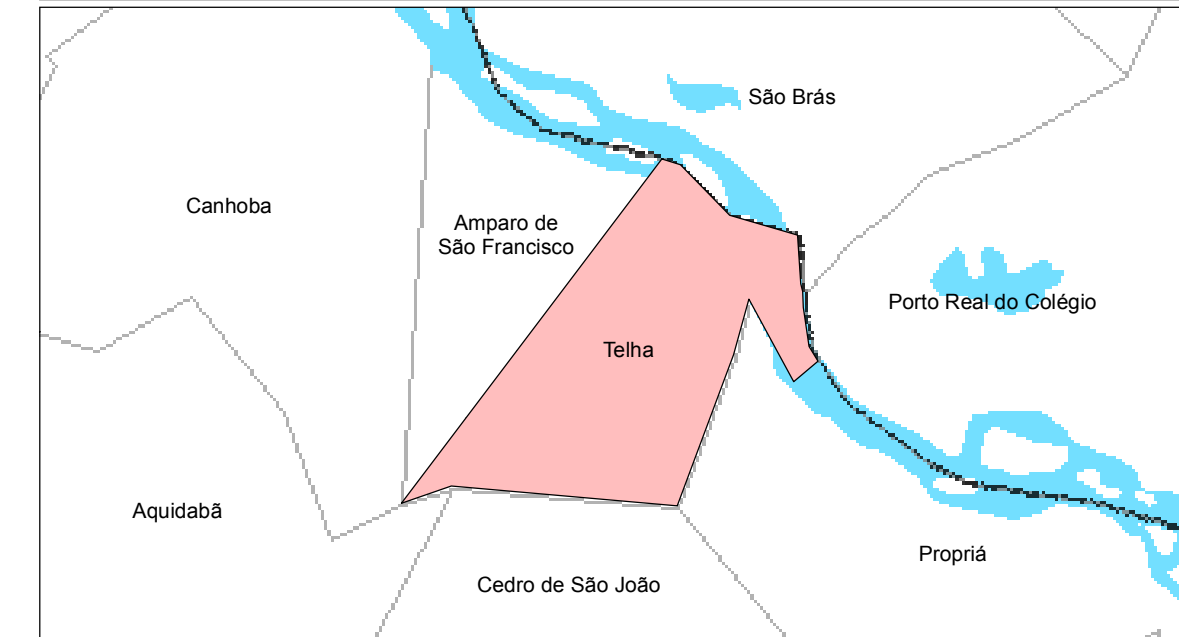 São Brás
Canhoba
Amparo de
São Francisco
Porto Real do Colégio
Telha
Aquidabã
Propriá
Cedro de São João